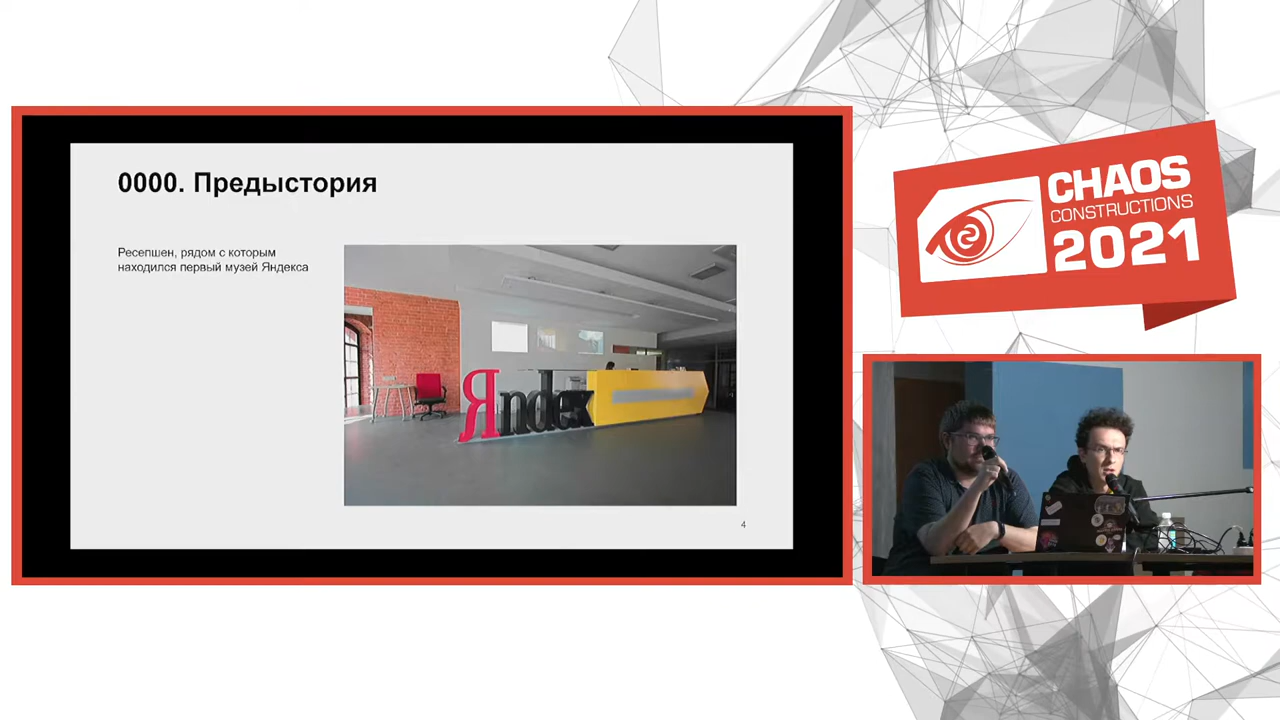 0000. Предыстория
Ресепшен, рядом с которым
находился первый музей Яндекса
Яndex
4
CHAOS
CONSTRUCTIONS
2021